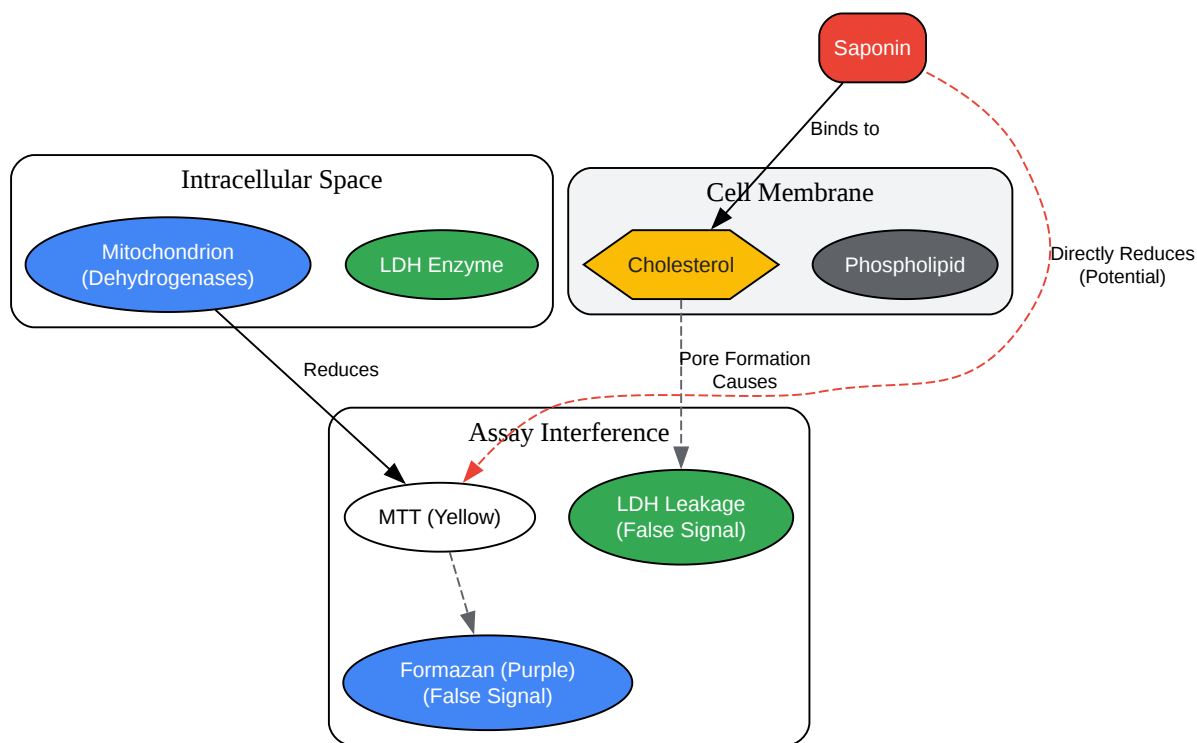 Saponin
Binds to
Intracellular Space
Cell Membrane
Mitochondrion
(Dehydrogenases)
LDH Enzyme
Cholesterol
Phospholipid
Directly Reduces
(Potential)
Reduces
Pore Formation
Causes
Assay Interference
MTT (Yellow)
LDH Leakage
(False Signal)
Formazan (Purple)
(False Signal)